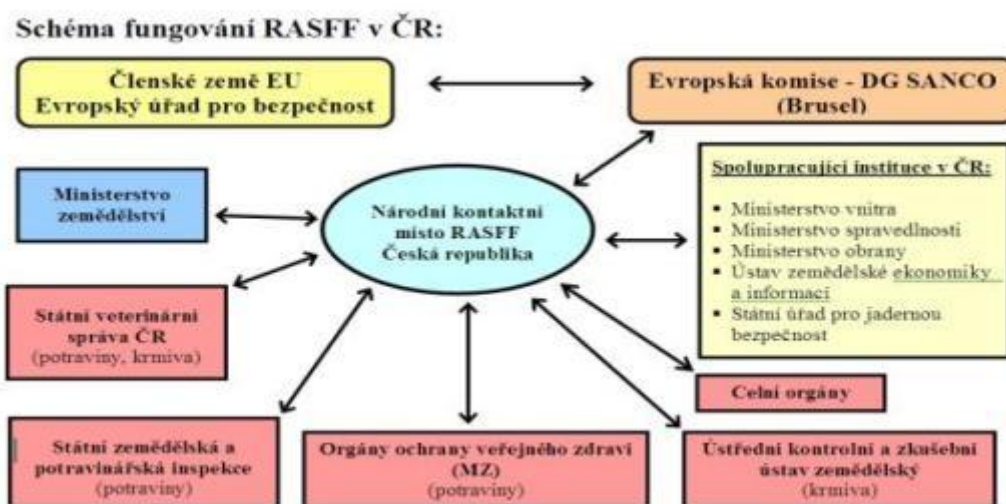 Schéma fungování RASFF v ČR:
Členské země EU
Evropský úřad pro bezpečnost
Evropská komise - DG SANCO
(Brusel)
Ministerstvo
zemědělství
Národní kontaktní
místo RASFF
Česká republika
Spolupracující instituce v ČR:
▪ Ministerstvo vnitra
▪ Ministerstvo spravedlnosti
▪ Ministerstvo obrany
▪ Ústav zemědělské ekonomiky
a informací
▪ Státní úřad pro jadernou
bezpečnost
Státní veterinární
správa ČR
(potraviny, krmiva)
Celní orgány
Státní zemědělská a
potravinářská inspekce
(potraviny)
Orgány ochrany veřejného zdraví
(MZ)
(potraviny)
Ústřední kontrolní a zkušební
ústav zemědělský
(krmiva)